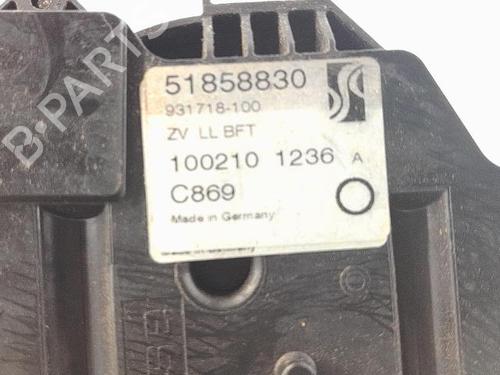 B-PARTS
51858830
931718-100
ZV LL BFT
100210 1236 A
C869
Made in Germany